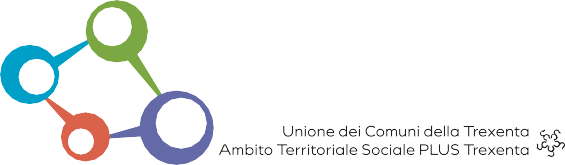 Unione dei Comuni della Trexenta
Ambito Territoriale Sociale PLUS Trexenta